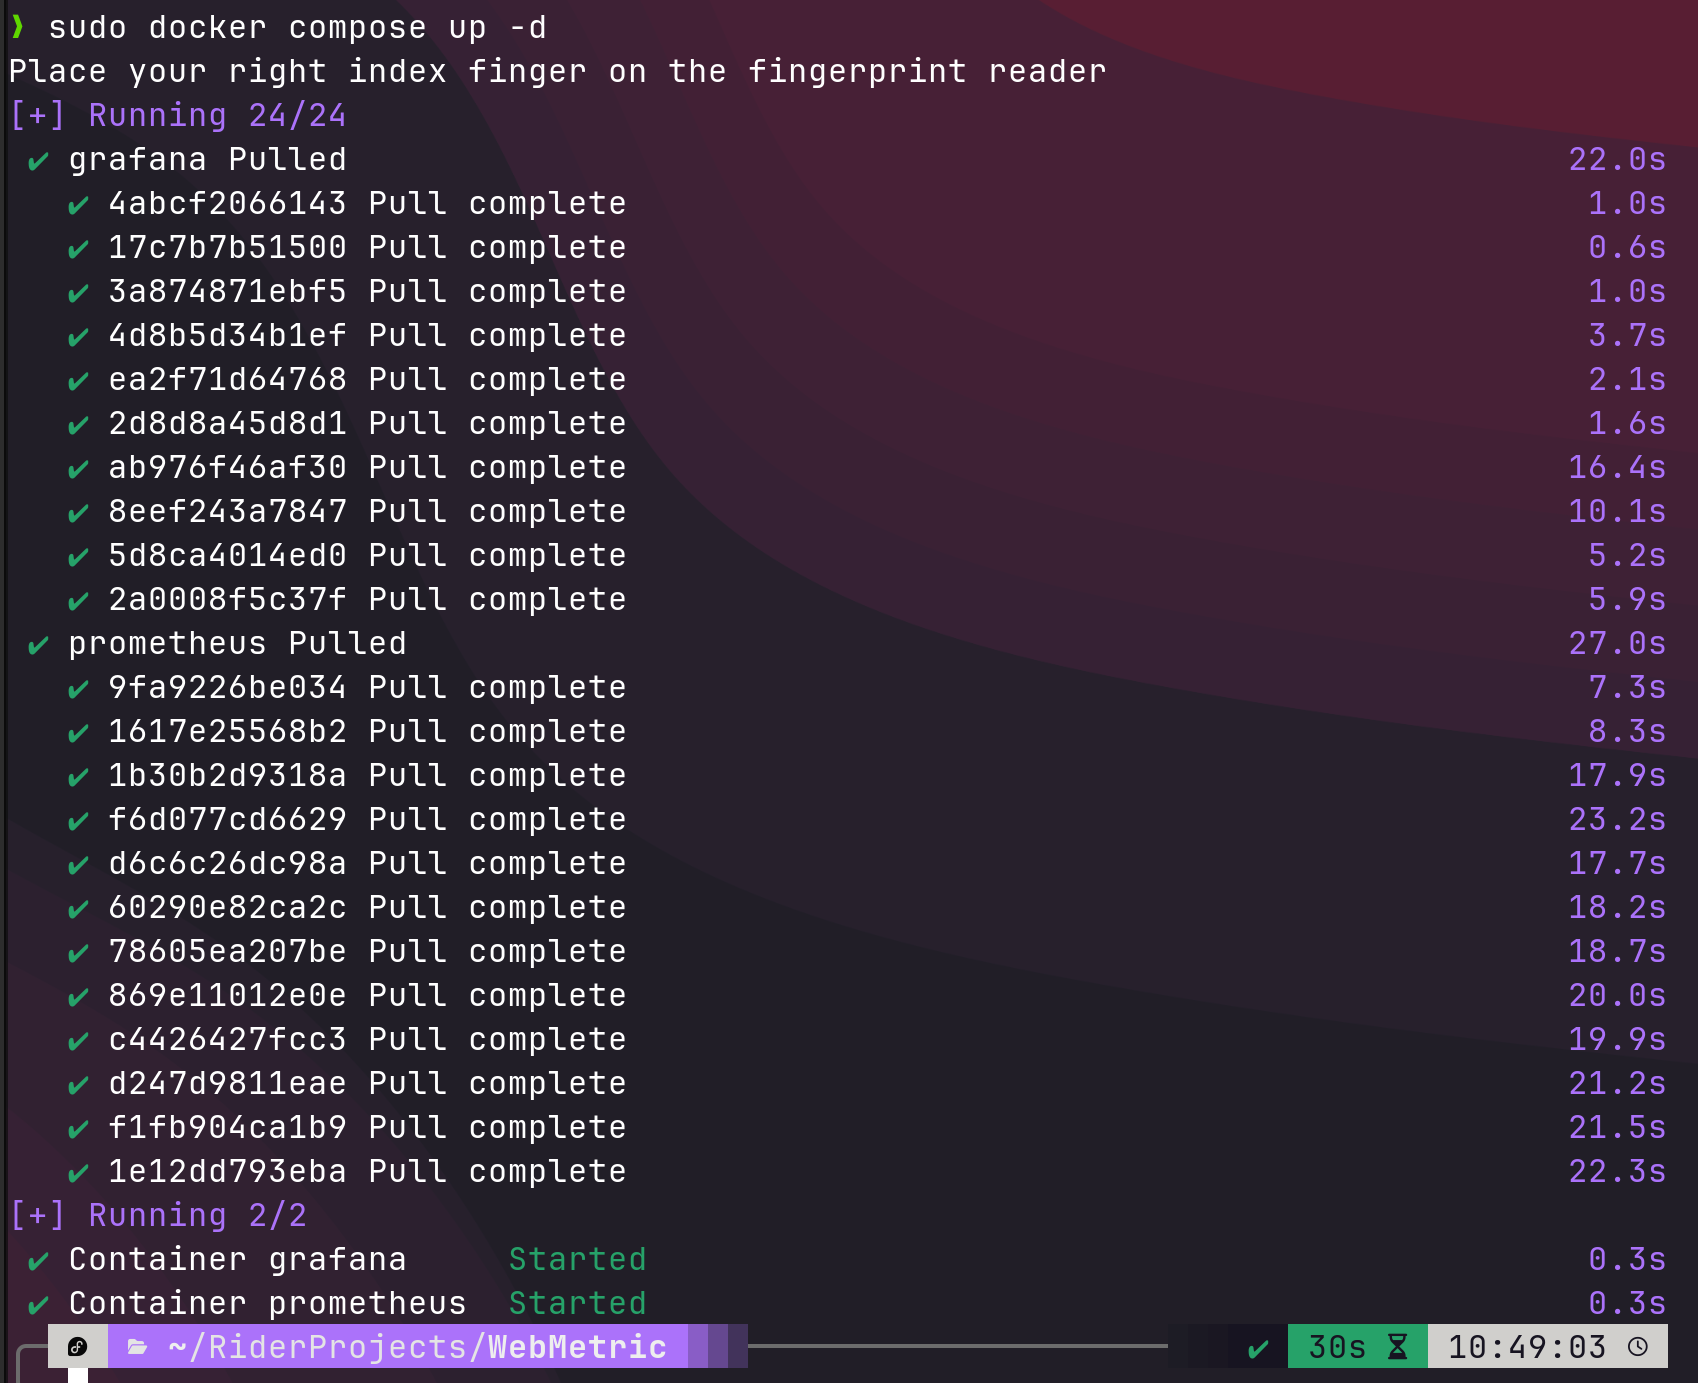 ❯ sudo docker compose up -d
Place your right index finger on the fingerprint reader
[+] Running 24/24
✔ grafana Pulled 22.0s
✔ 4abcf2066143 Pull complete 1.0s
✔ 17c7b7b51500 Pull complete 0.6s
✔ 3a874871ebf5 Pull complete 1.0s
✔ 4d8b5d34b1ef Pull complete 3.7s
✔ ea2f71d64768 Pull complete 2.1s
✔ 2d8d8a45d8d1 Pull complete 1.6s
✔ ab976f46af30 Pull complete 16.4s
✔ 8eef243a7847 Pull complete 10.1s
✔ 5d8ca4014ed0 Pull complete 5.2s
✔ 2a0008f5c37f Pull complete 5.9s
✔ prometheus Pulled 27.0s
✔ 9fa9226be034 Pull complete 7.3s
✔ 1617e25568b2 Pull complete 8.3s
✔ 1b30b2d9318a Pull complete 17.9s
✔ f6d077cd6629 Pull complete 23.2s
✔ d6c6c26dc98a Pull complete 17.7s
✔ 60290e82ca2c Pull complete 18.2s
✔ 78605ea207be Pull complete 18.7s
✔ 869e11012e0e Pull complete 20.0s
✔ c4426427fcc3 Pull complete 19.9s
✔ d247d9811eae Pull complete 21.2s
✔ f1fb904ca1b9 Pull complete 21.5s
✔ 1e12dd793eba Pull complete 22.3s
[+] Running 2/2
✔ Container grafana Started 0.3s
✔ Container prometheus Started 0.3s
~/RiderProjects/WebMetric ✔ 30s 10:49:03